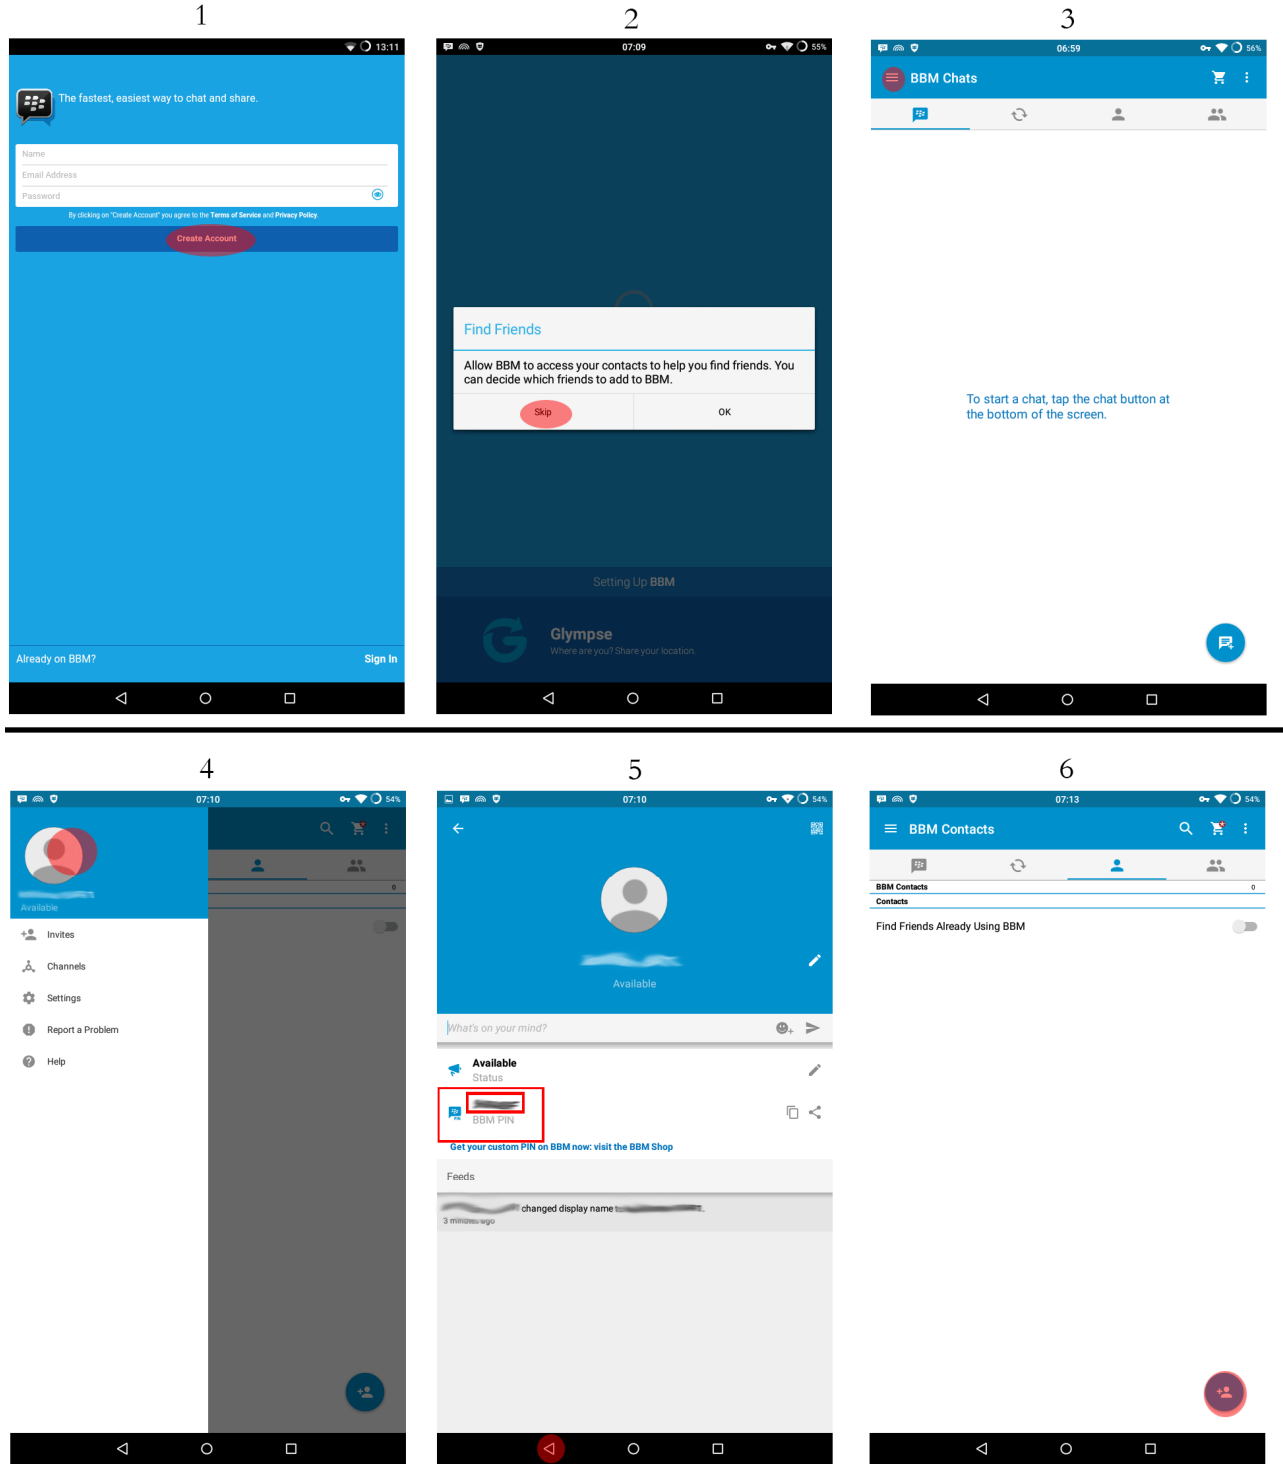 1
13:11
The fastest, easiest way to chat and share.
Name
Email Address
Password
By clicking on "Create Account" you agree to the Terms of Service and Privacy Policy.
Create Account
Already on BBM?
Sign In
2
07:09
55%
Find Friends
Allow BBM to access your contacts to help you find friends. You
can decide which friends to add to BBM.
Skip
OK
Setting Up BBM
Glympse
Where are you? Share your location.
3
06:59
56%
BBM Chats
To start a chat, tap the chat button at
the bottom of the screen.
4
07:10
54%
Available
0
Invites
Channels
Settings
Report a Problem
Help
5
07:10
54%
Available
What's on your mind?
Available
Status
BBM PIN
Get your custom PIN on BBM now: visit the BBM Shop
Feeds
changed display name
3 minutes ago
6
07:13
54%
BBM Contacts
BBM Contacts
0
Contacts
Find Friends Already Using BBM